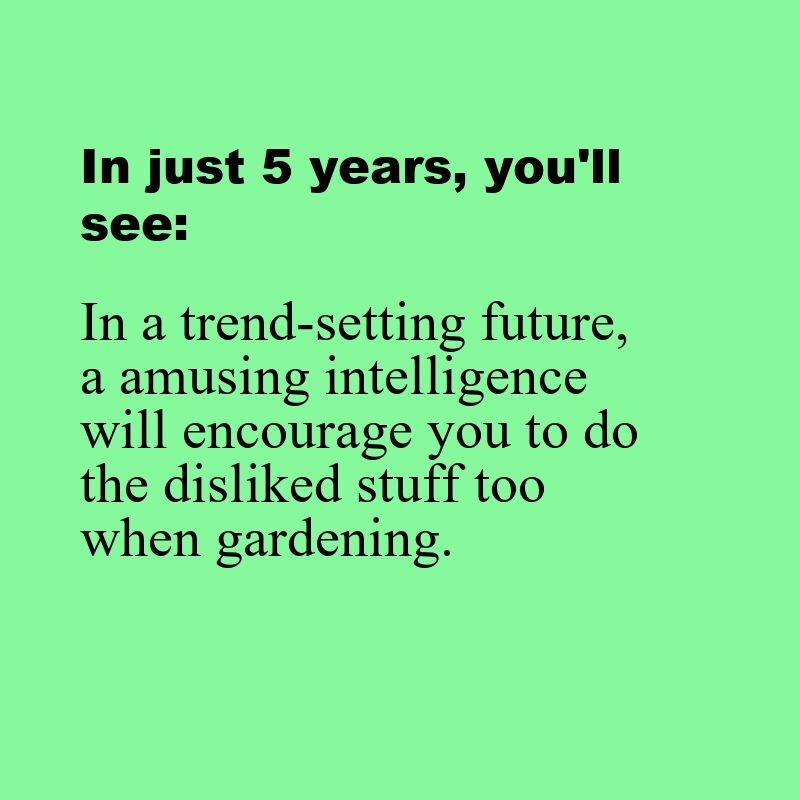 In just 5 years, you'll
see:
In a trend-setting future,
a amusing intelligence
will encourage you to do
the disliked stuff too
when gardening.